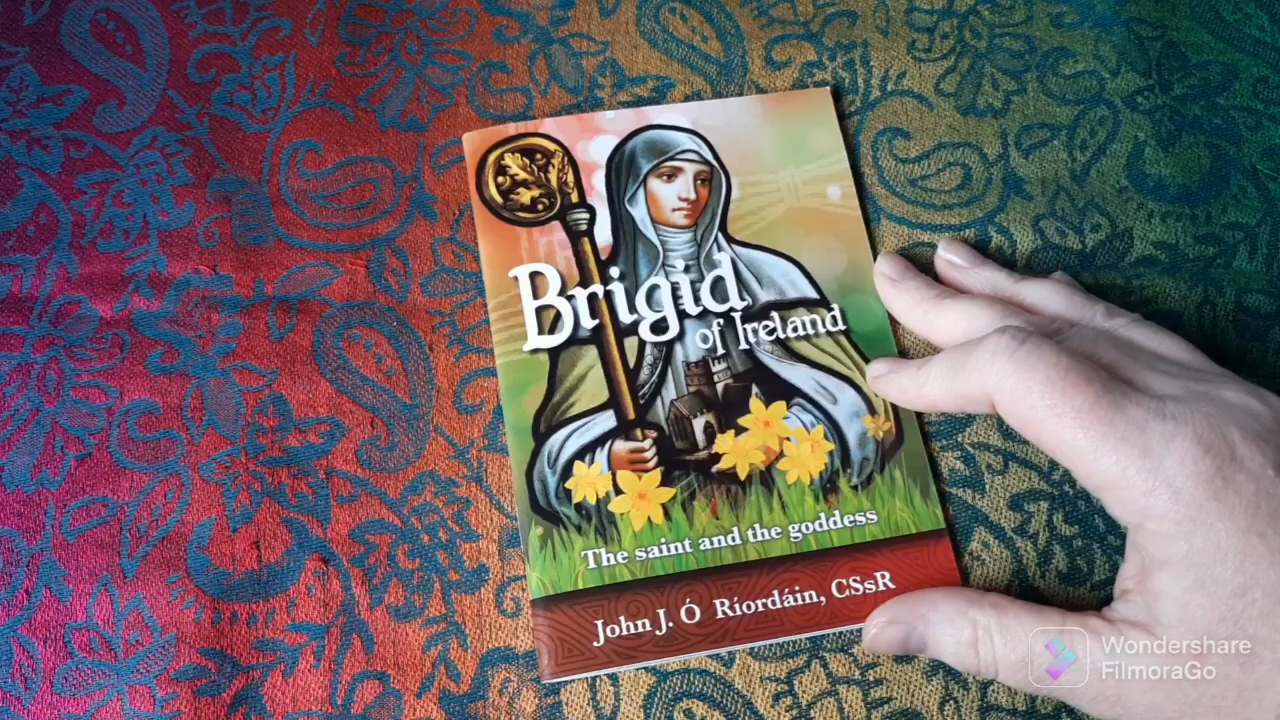 Brigid
of Ireland
The saint and the goddess
John J. Ó Ríordáin, CSsR
Wondershare
FilmoraGo